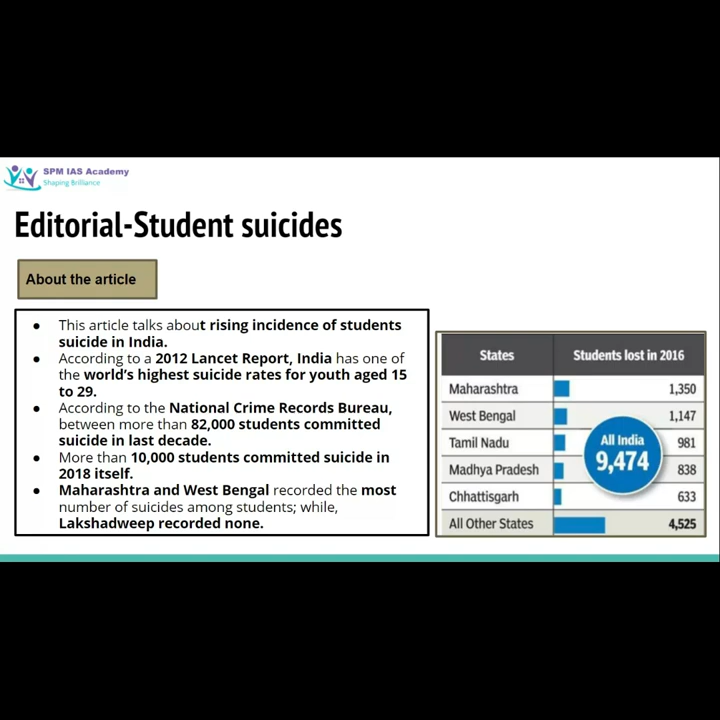 SPM IAS Academy
Shaping Brilliance
Editorial-Student suicides
About the article
● This article talks about rising incidence of students
suicide in India.
● According to a 2012 Lancet Report, India has one of
the world's highest suicide rates for youth aged 15
to 29.
● According to the National Crime Records Bureau,
between more than 82,000 students committed
suicide in last decade.
● More than 10,000 students committed suicide in
2018 itself.
● Maharashtra and West Bengal recorded the most
number of suicides among students; while,
Lakshadweep recorded none.
States Students lost in 2016
Maharashtra 1,350
West Bengal 1,147
Tamil Nadu 981
Madhya Pradesh 838
Chhattisgarh 633
All Other States 4,525
All India
9,474